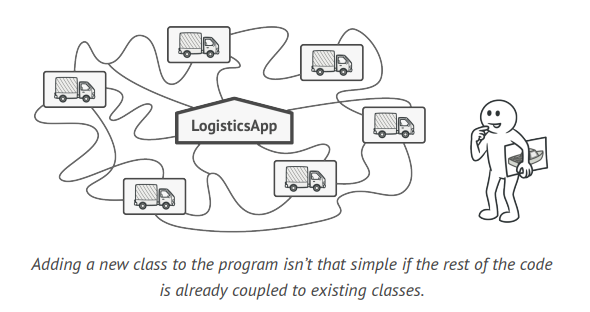 LogisticsApp
Adding a new class to the program isn’t that simple if the rest of the code
is already coupled to existing classes.